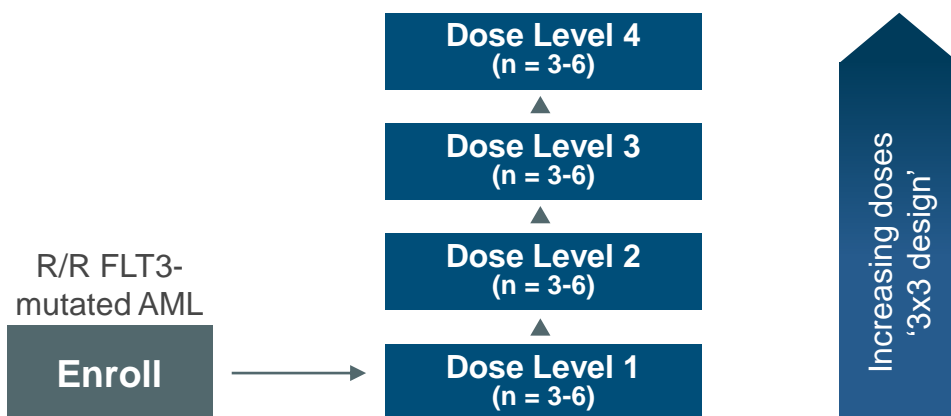 Dose Level 4
(n = 3-6)
Dose Level 3
(n = 3-6)
Dose Level 2
(n = 3-6)
R/R FLT3-
mutated AML
Enroll
Dose Level 1
(n = 3-6)
Increasing doses
‘3x3 design’